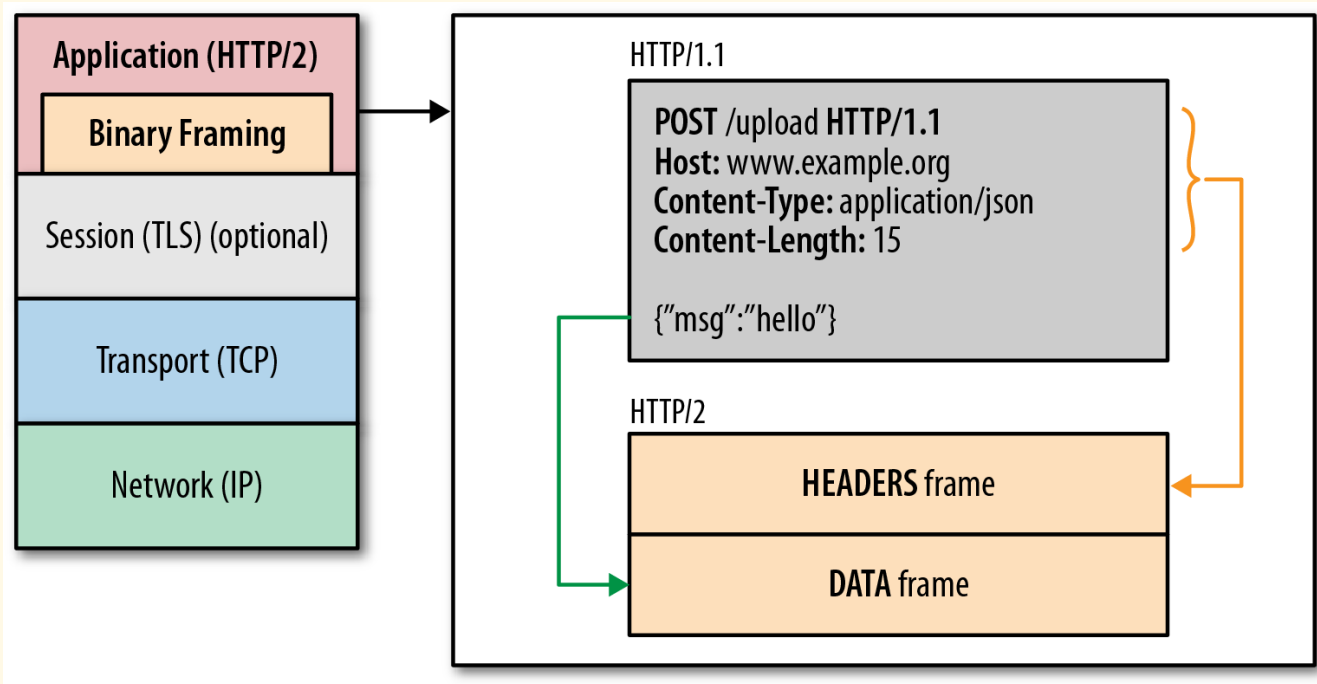 Application (HTTP/2)
Binary Framing
Session (TLS) (optional)
Transport (TCP)
Network (IP)
HTTP/1.1
POST /upload HTTP/1.1
Host: www.example.org
Content-Type: application/json
Content-Length: 15
{”msg”:”hello”}
HTTP/2
HEADERS frame
DATA frame